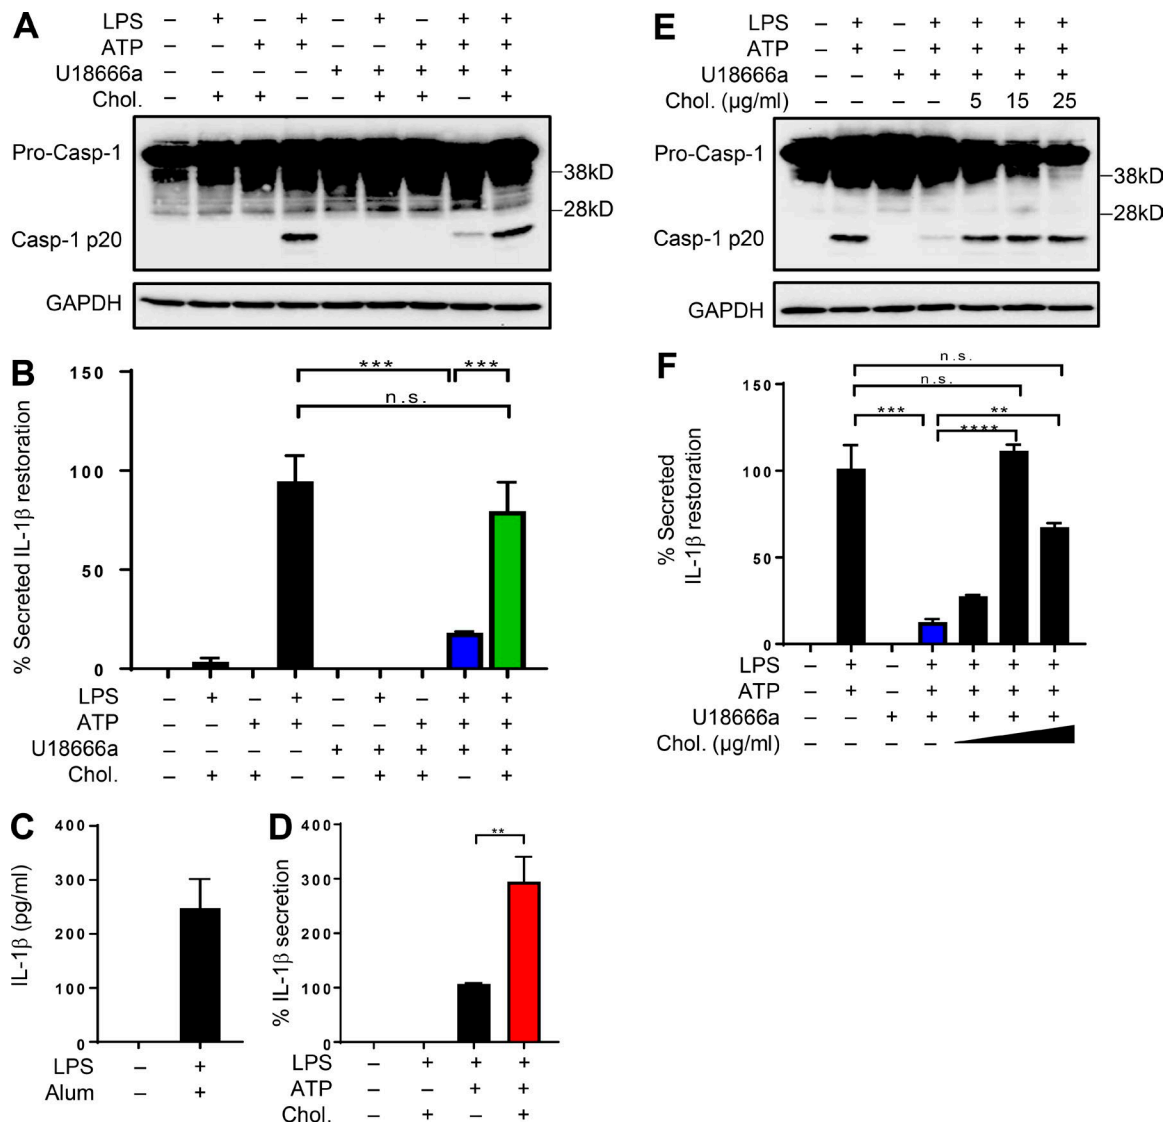 A
LPS – + – + – + – + +
ATP – – + + – – + + +
U18666a – – – – + + + + +
Chol. – + + – – + + – +
Pro-Casp-1
38kD
28kD
Casp-1 p20
GAPDH
B
150
*** ***
n.s.
100
50
0
% Secreted IL-1β restoration
LPS – + – + – + – + +
ATP – – + + – – + + +
U18666a – – – – + + + + +
Chol. – + + – – + + – +
C
400
300
200
100
0
IL-1β (pg/ml)
LPS – +
Alum – +
D
400
**
300
200
100
0
% IL-1β secretion
LPS – + + +
ATP – – + +
Chol. – + – +
E
LPS – + – + + + +
ATP – + – + + + +
U18666a – – + + + + +
Chol. (µg/ml) – – – – 5 15 25
Pro-Casp-1
38kD
28kD
Casp-1 p20
GAPDH
F
n.s.
n.s.
150
*** **
****
100
50
0
% Secreted
IL-1β restoration
LPS – + – + + + +
ATP – + – + + + +
U18666a – – + + + + +
Chol. (µg/ml) – – – –